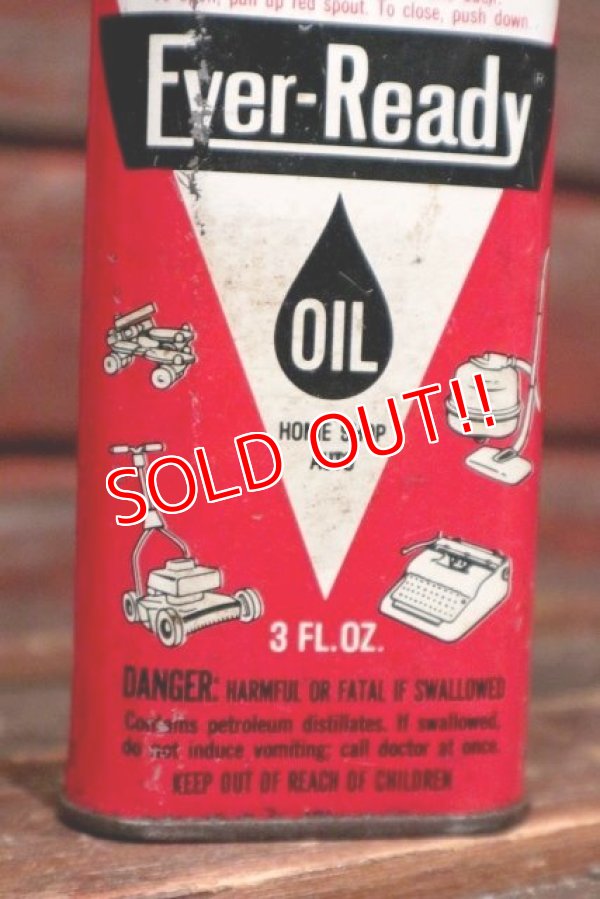 pull up red spout. To close, push down
Ever-Ready®
OIL
HOME SHOP
AUTO
SOLD OUT!!
3 FL. OZ.
DANGER: HARMFUL OR FATAL IF SWALLOWED
Contains petroleum distillates. If swallowed,
do not induce vomiting; call doctor at once.
KEEP OUT OF REACH OF CHILDREN